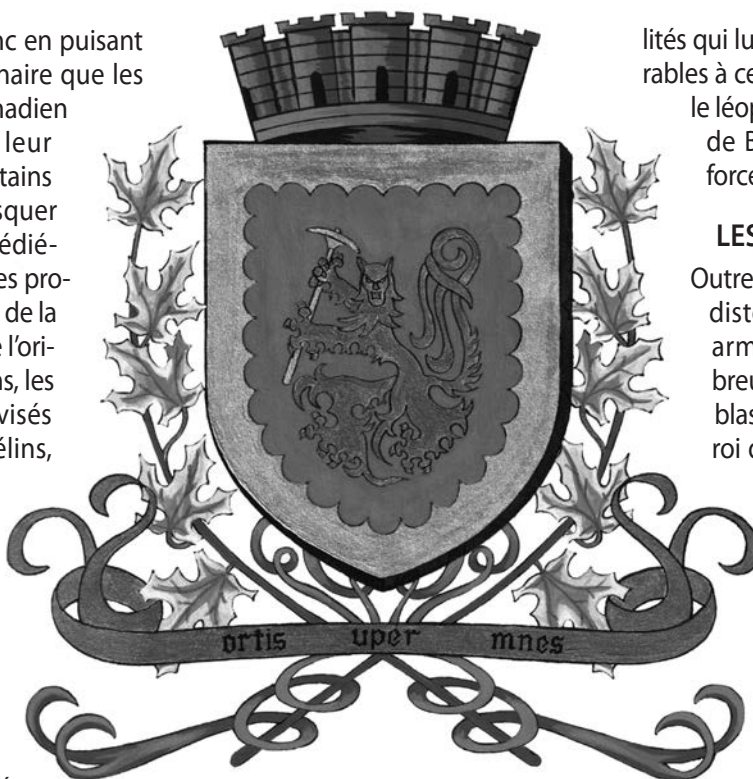 nc en puisant
naire que les
nadien
leur
tains
squer
édié-
es pro-
de la
e l'ori-
ns, les
visés
élins,
lités qui lu
rables à ce
le léop
de B
force
LES
Outre
diste
arm
breu
blas
roi d
ortis uper mnes